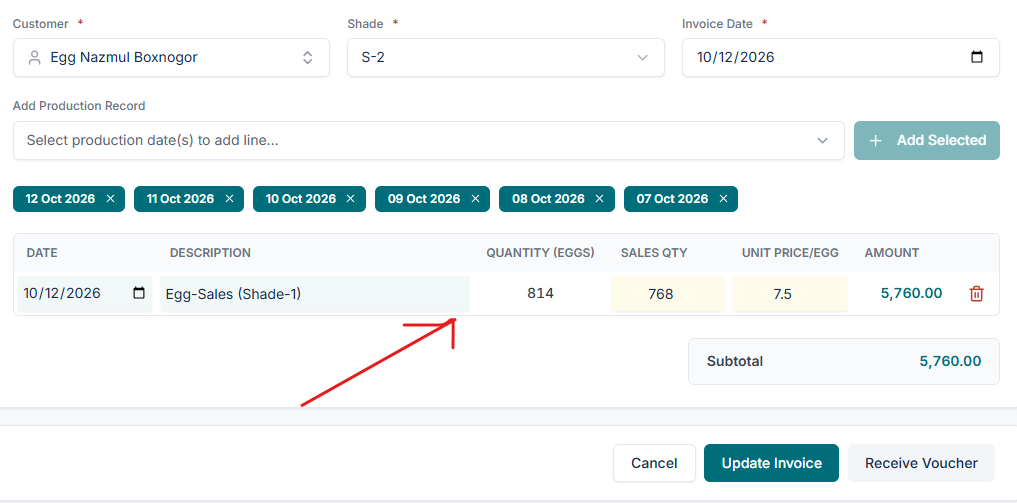 Customer *
Shade *
Invoice Date *
Egg Nazmul Boxnogor
S-2
10/12/2026
Add Production Record
Select production date(s) to add line...
+ Add Selected
12 Oct 2026 ×
11 Oct 2026 ×
10 Oct 2026 ×
09 Oct 2026 ×
08 Oct 2026 ×
07 Oct 2026 ×
DATE DESCRIPTION QUANTITY (EGGS) SALES QTY UNIT PRICE/EGG AMOUNT
10/12/2026 Egg-Sales (Shade-1) 814 768 7.5 5,760.00
Subtotal 5,760.00
Cancel
Update Invoice
Receive Voucher